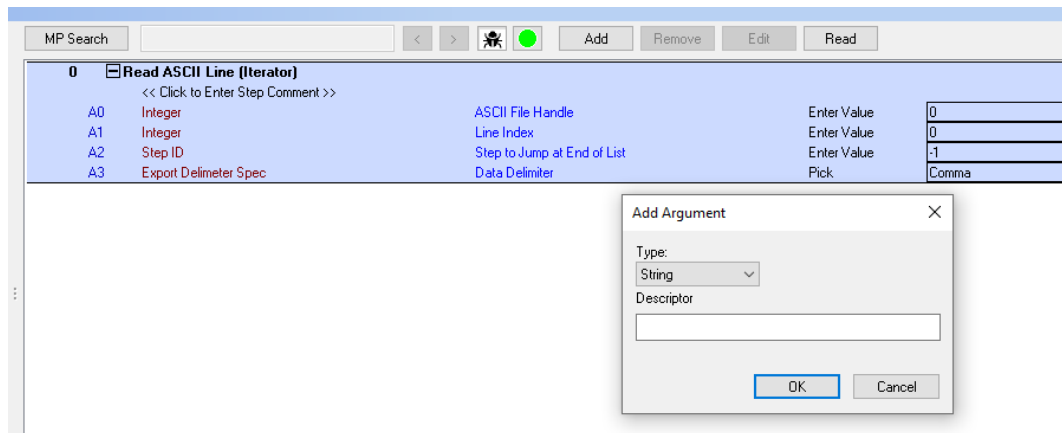 MP Search < > Add Remove Edit Read
0 Read ASCII Line (Iterator)
<< Click to Enter Step Comment >>
A0 Integer ASCII File Handle Enter Value 0
A1 Integer Line Index Enter Value 0
A2 Step ID Step to Jump at End of List Enter Value -1
A3 Export Delimeter Spec Data Delimiter Pick Comma
Add Argument
Type:
String
Descriptor
OK Cancel